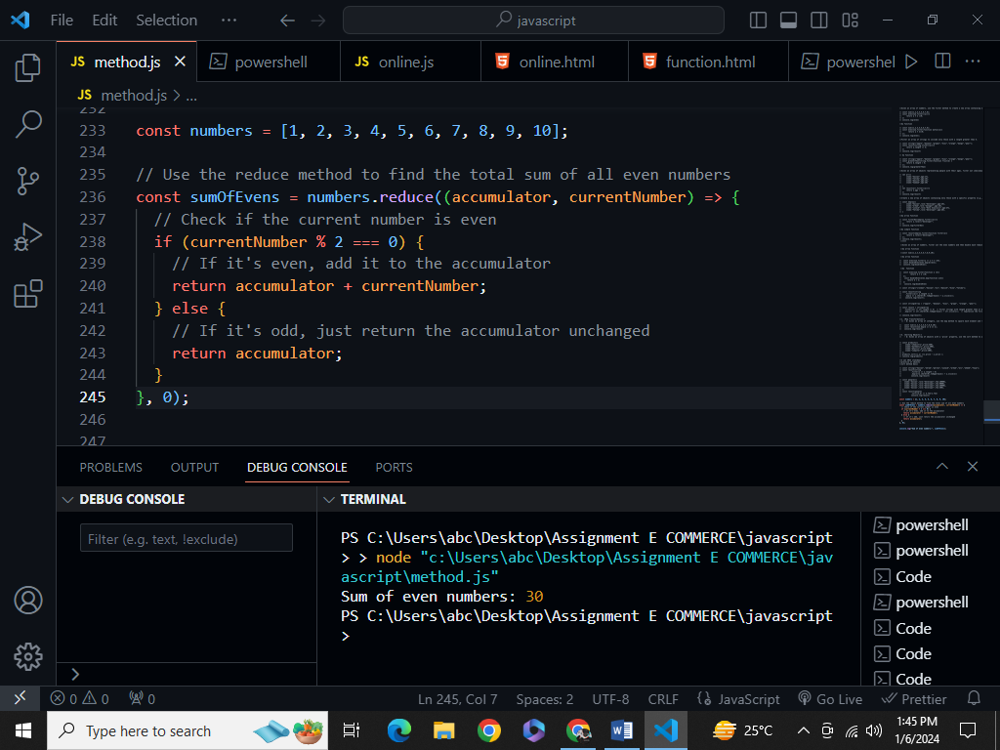 File Edit Selection ··· javascript
JS method.js powershell JS online.js online.html function.html powershel ···
JS method.js > ...
232
233 const numbers = [1, 2, 3, 4, 5, 6, 7, 8, 9, 10];
234
235 // Use the reduce method to find the total sum of all even numbers
236 const sumOfEvens = numbers.reduce((accumulator, currentNumber) => {
237 // Check if the current number is even
238 if (currentNumber % 2 === 0) {
239 // If it's even, add it to the accumulator
240 return accumulator + currentNumber;
241 } else {
242 // If it's odd, just return the accumulator unchanged
243 return accumulator;
244 }
245 }, 0);
246
247
PROBLEMS OUTPUT DEBUG CONSOLE PORTS
DEBUG CONSOLE
Filter (e.g. text, !exclude)
>
TERMINAL
PS C:\Users\abc\Desktop\Assignment E COMMERCE\javascript
> > node "c:\Users\abc\Desktop\Assignment E COMMERCE\jav
ascript\method.js"
Sum of even numbers: 30
PS C:\Users\abc\Desktop\Assignment E COMMERCE\javascript
>
powershell
powershell
Code
powershell
Code
Code
Code
0 0 0 Ln 245, Col 7 Spaces: 2 UTF-8 CRLF JavaScript Go Live Prettier
Type here to search 25°C 1:45 PM
1/6/2024